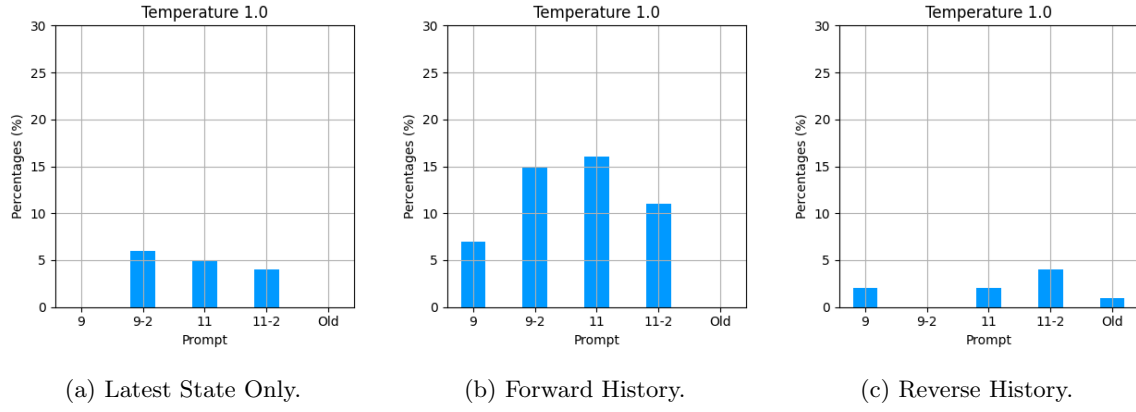 Temperature 1.0
Percentages (%)
30
25
20
15
10
5
0
9 9-2 11 11-2 Old
Prompt
(a) Latest State Only.
Temperature 1.0
Percentages (%)
30
25
20
15
10
5
0
9 9-2 11 11-2 Old
Prompt
(b) Forward History.
Temperature 1.0
Percentages (%)
30
25
20
15
10
5
0
9 9-2 11 11-2 Old
Prompt
(c) Reverse History.